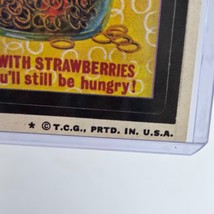 WITH STRAWBERRIES
u'll still be hungry!
* © T.C.G., PRTD. IN. U.S.A.